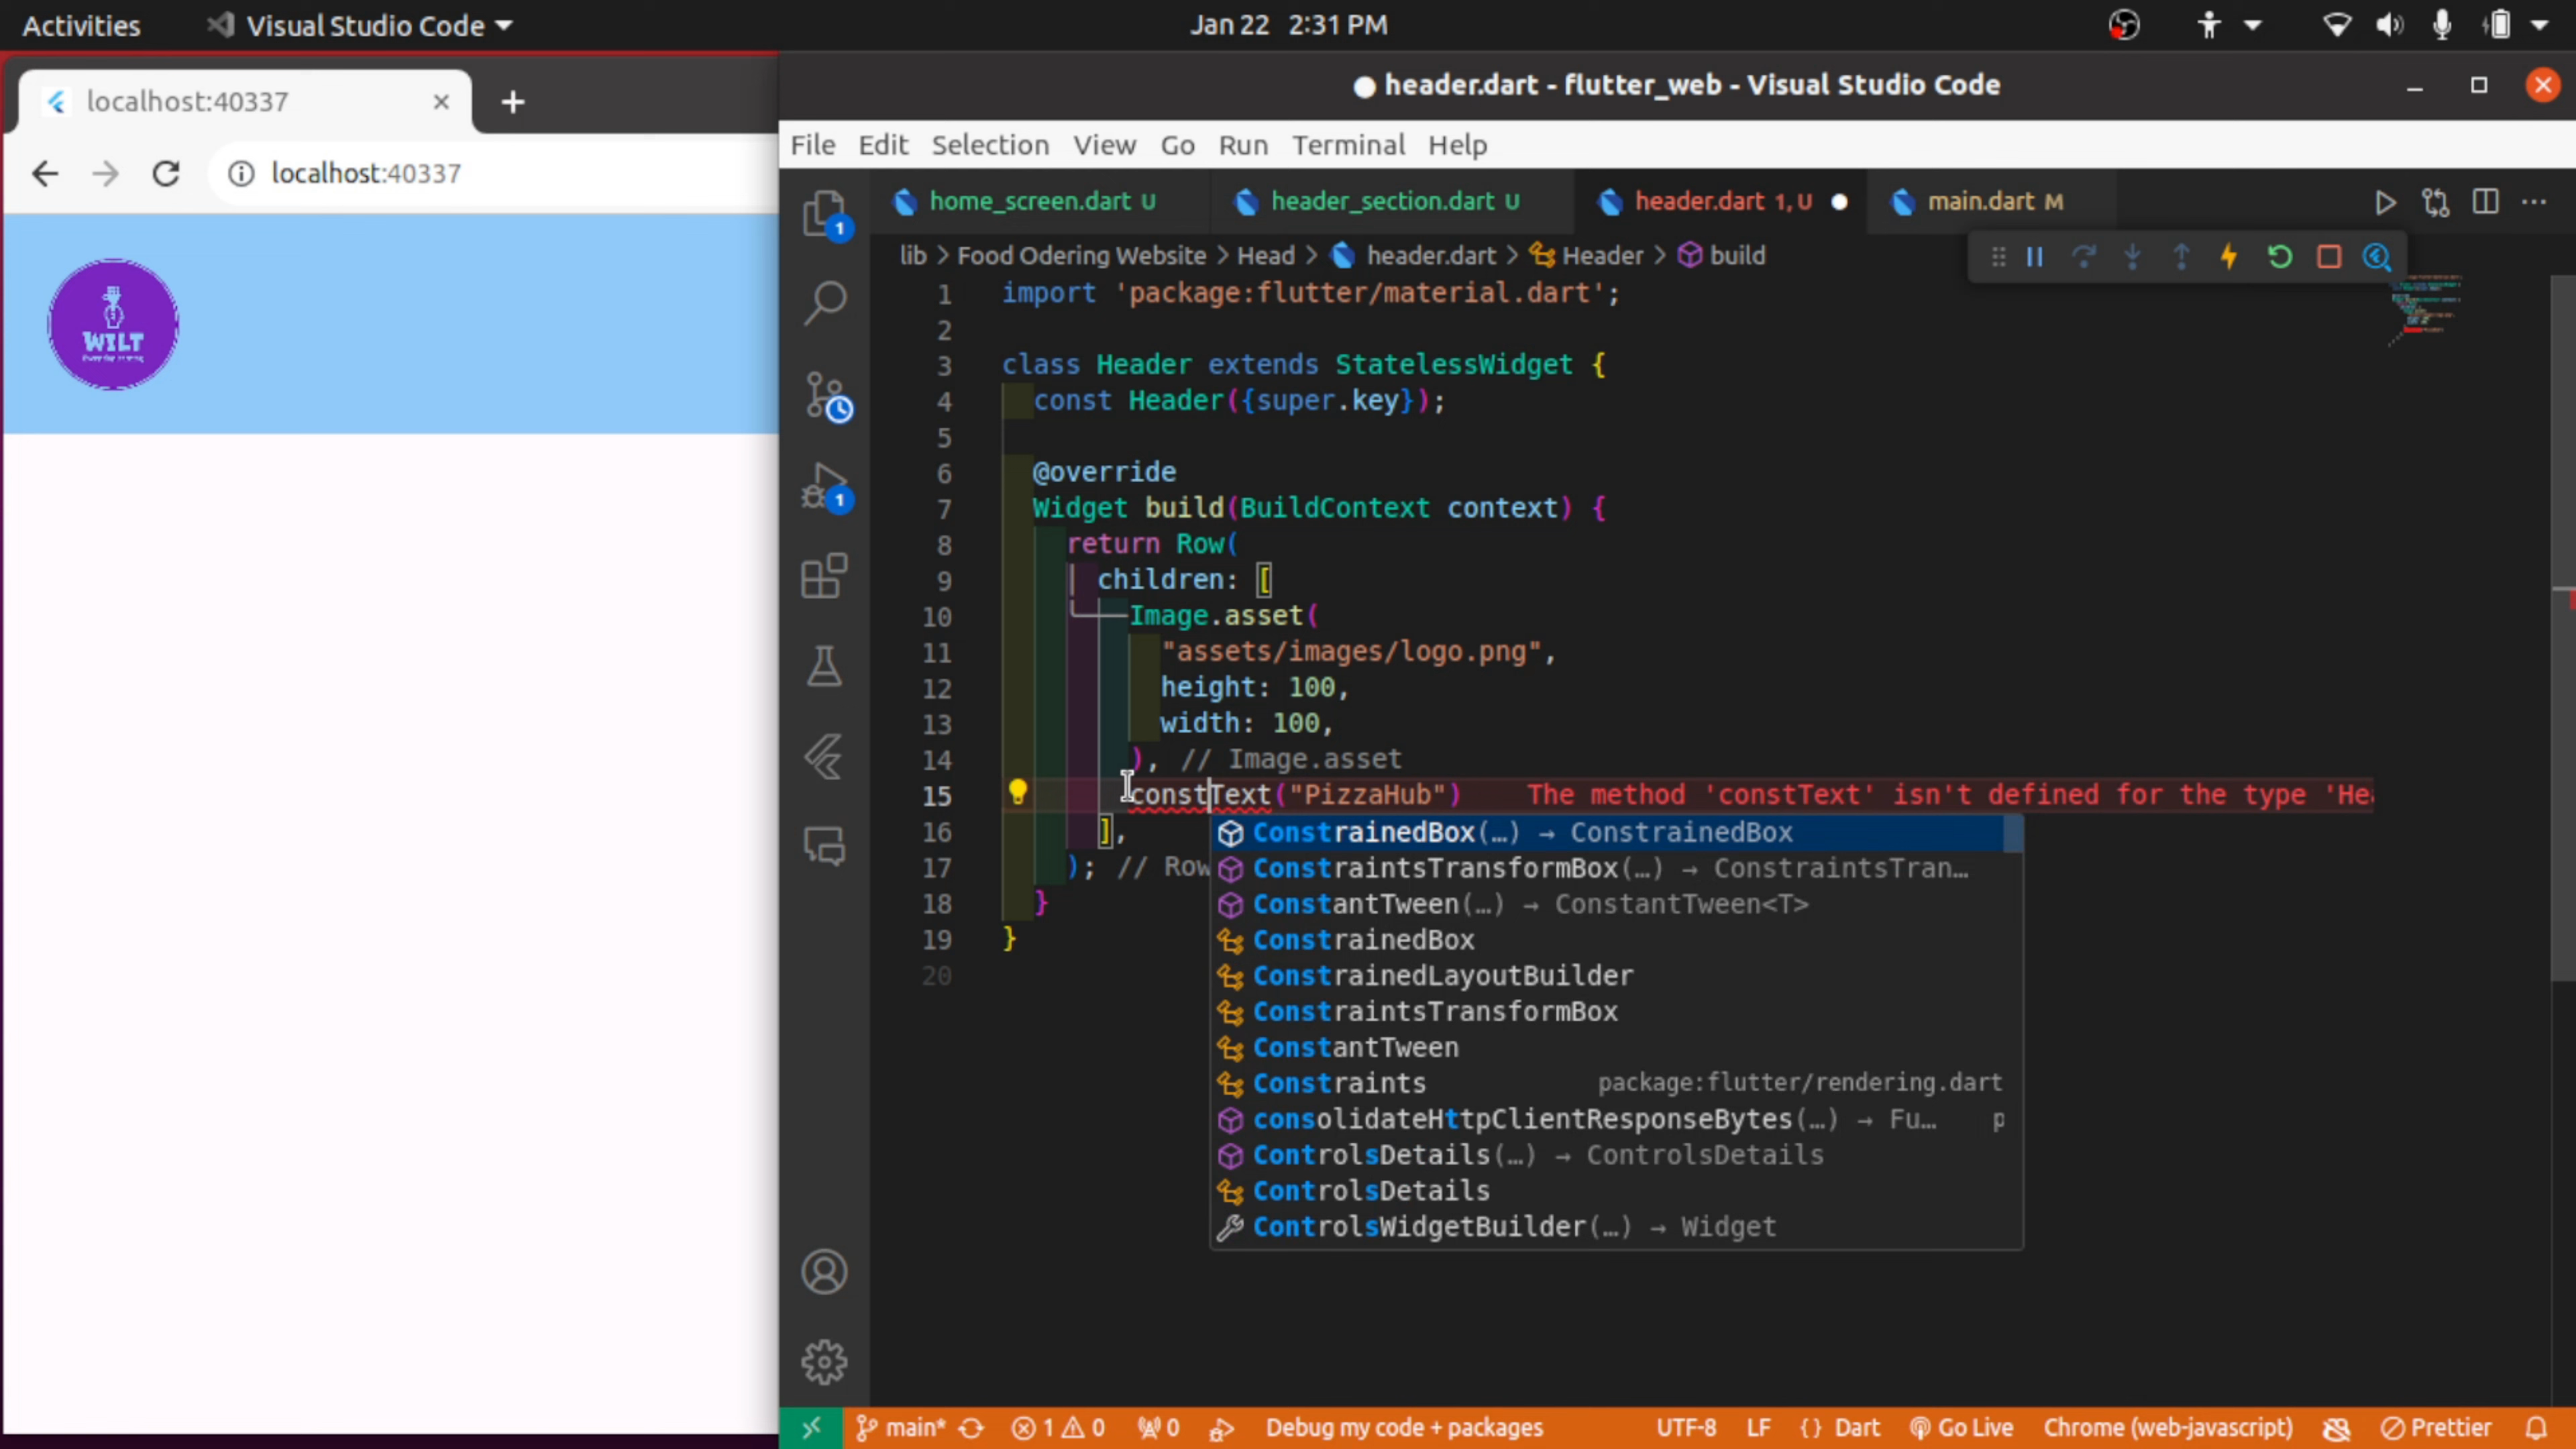 Activities
Visual Studio Code
Jan 22 2:31 PM
localhost:40337
localhost:40337
WILT
header.dart - flutter_web - Visual Studio Code
File Edit Selection View Go Run Terminal Help
home_screen.dart U
header_section.dart U
header.dart 1, U
main.dart M
lib > Food Odering Website > Head > header.dart > Header > build
1 import 'package:flutter/material.dart';
2
3 class Header extends StatelessWidget {
4 const Header({super.key});
5
6 @override
7 Widget build(BuildContext context) {
8 return Row(
9 children: [
10 Image.asset(
11 "assets/images/logo.png",
12 height: 100,
13 width: 100,
14 ), // Image.asset
15 constText("PizzaHub") The method 'constText' isn't defined for the type 'Hea
16 ],
17 ); // Row
18 }
19 }
20
ConstrainedBox(…) → ConstrainedBox
ConstraintsTransformBox(…) → ConstraintsTran…
ConstantTween(…) → ConstantTween<T>
ConstrainedBox
ConstrainedLayoutBuilder
ConstraintsTransformBox
ConstantTween
Constraints package:flutter/rendering.dart
consolidateHttpClientResponseBytes(…) → Fu… p
ControlsDetails(…) → ControlsDetails
ControlsDetails
ControlsWidgetBuilder(…) → Widget
1
1
main* 1 0 0 Debug my code + packages UTF-8 LF {} Dart Go Live Chrome (web-javascript) Prettier